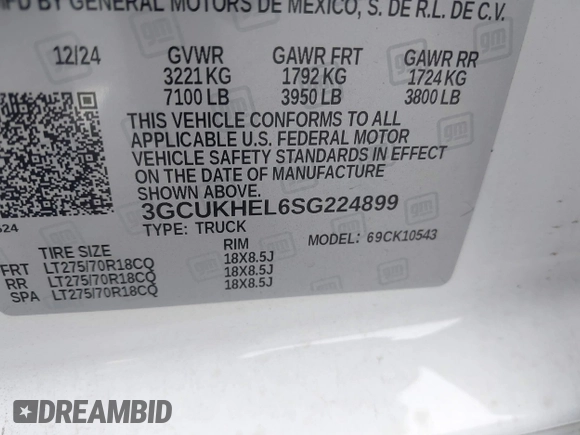 MFD BY GENERAL MOTORS DE MEXICO, S. DE R.L. DE C.V.
12/24 GVWR GAWR FRT GAWR RR
3221 KG 1792 KG 1724 KG
7100 LB 3950 LB 3800 LB
THIS VEHICLE CONFORMS TO ALL
APPLICABLE U.S. FEDERAL MOTOR
VEHICLE SAFETY STANDARDS IN EFFECT
ON THE DATE OF MANUFACTURE
SHOWN ABOVE.
3GCUKHEL6SG224899
TYPE: TRUCK MODEL: 69CK10543
TIRE SIZE RIM
FRT LT275/70R18CQ 18X8.5J
RR LT275/70R18CQ 18X8.5J
SPA LT275/70R18CQ 18X8.5J
gm
DREAMBID